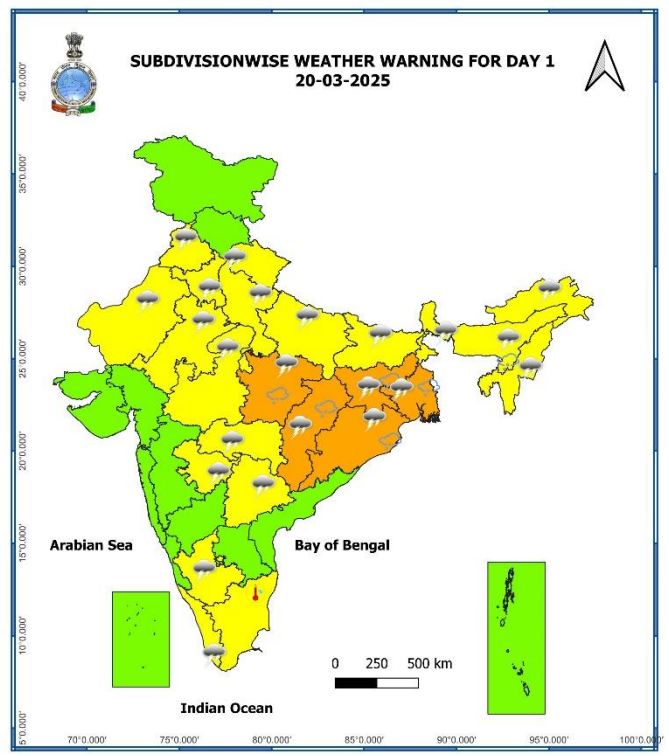 SUBDIVISIONWISE WEATHER WARNING FOR DAY 1
20-03-2025
40°0.000'
35°0.000'
30°0.000'
25°0.000'
20°0.000'
15°0.000'
10°0.000'
5°0.000'
Arabian Sea
Bay of Bengal
0 250 500 km
Indian Ocean
70°0.000' 75°0.000' 80°0.000' 85°0.000' 90°0.000' 95°0.000' 100°0.000'